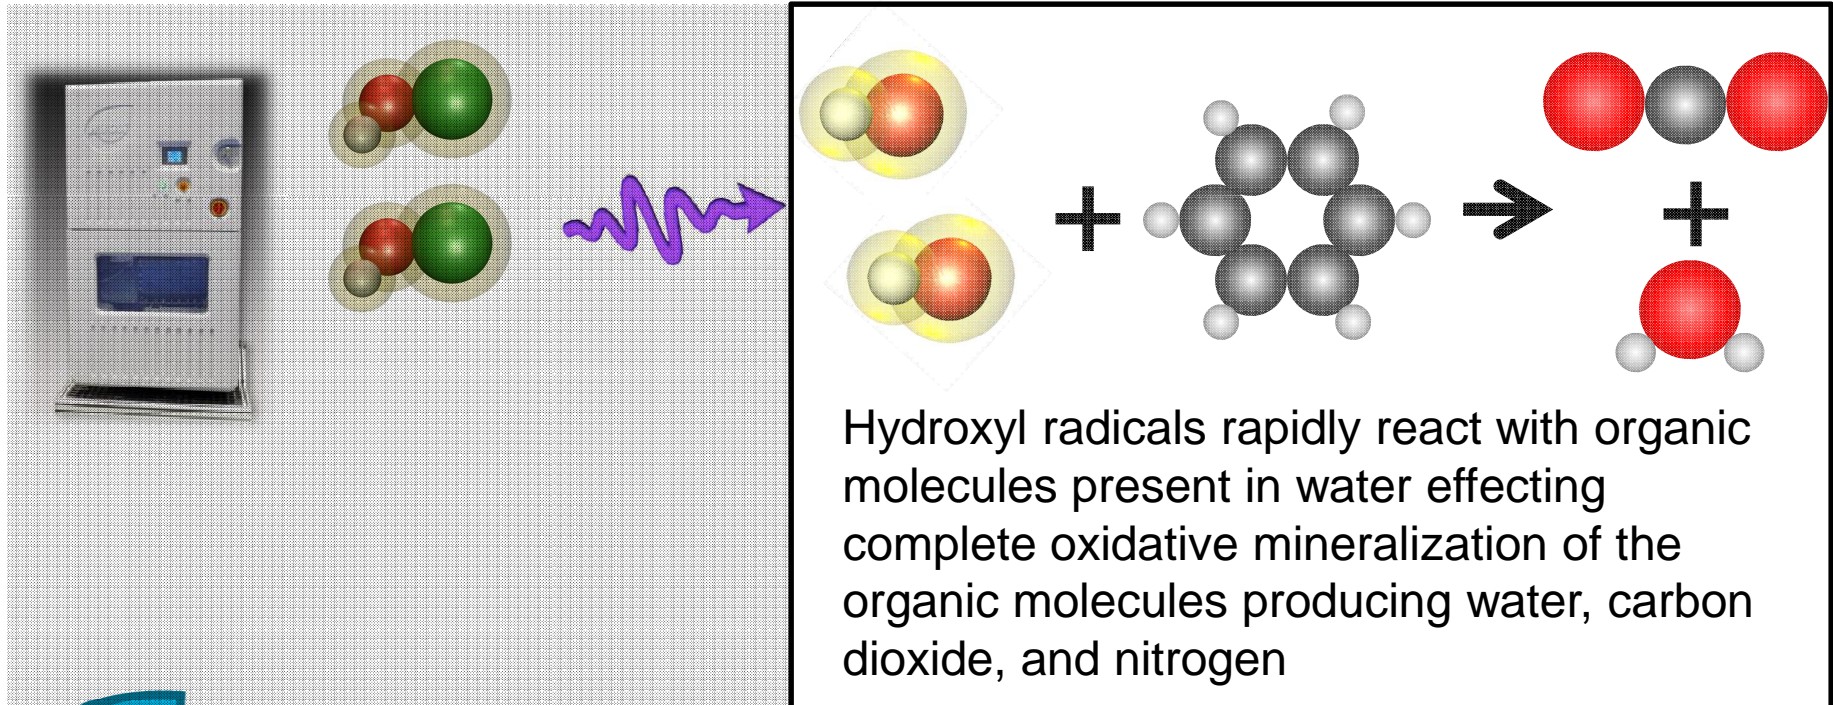 Hydroxyl radicals rapidly react with organic
molecules present in water effecting
complete oxidative mineralization of the
organic molecules producing water, carbon
dioxide, and nitrogen